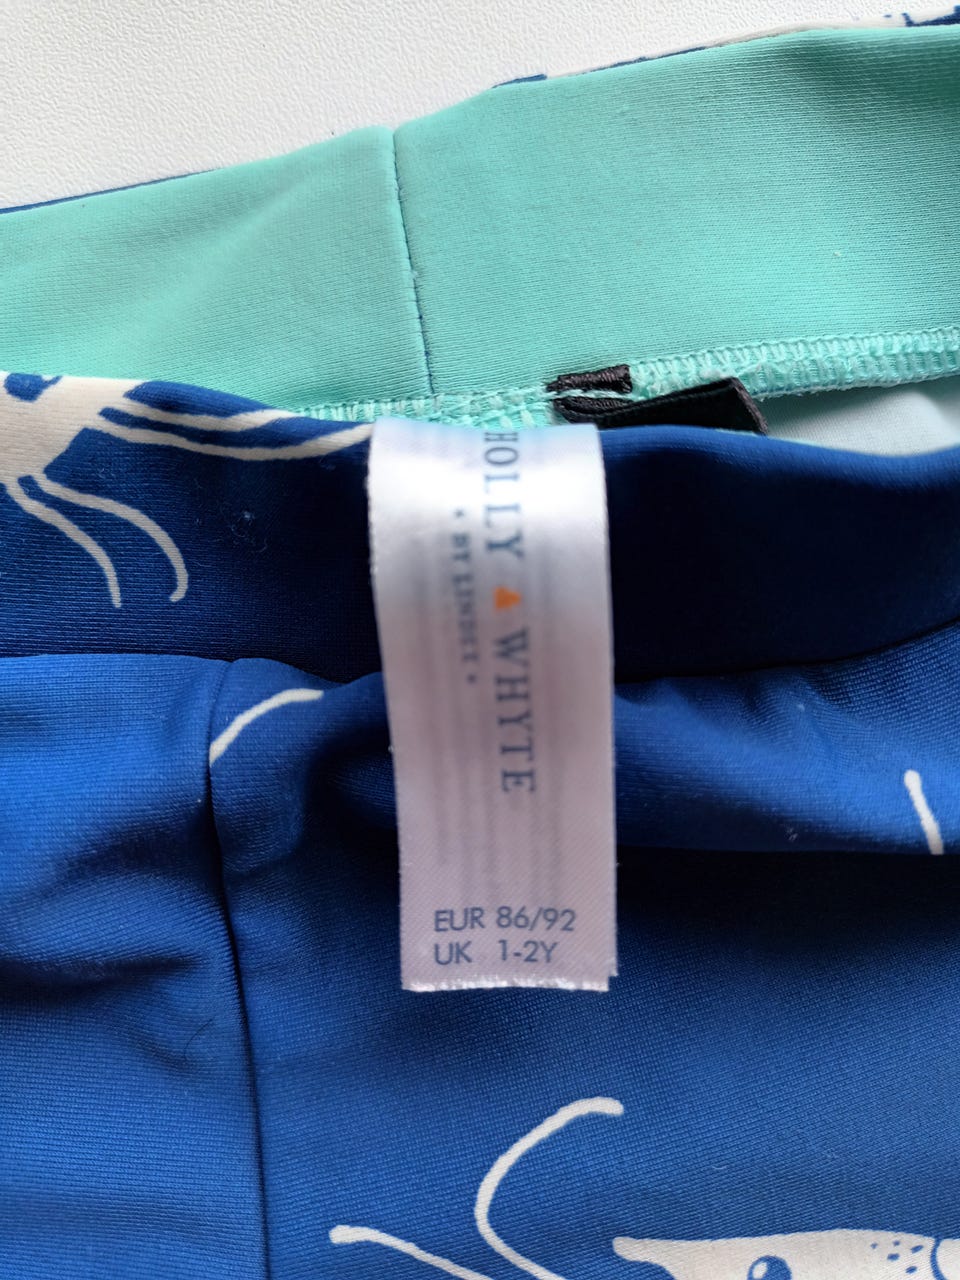 HOLLY WHYTE
• BY LINDEX •
EUR 86/92
UK 1-2Y